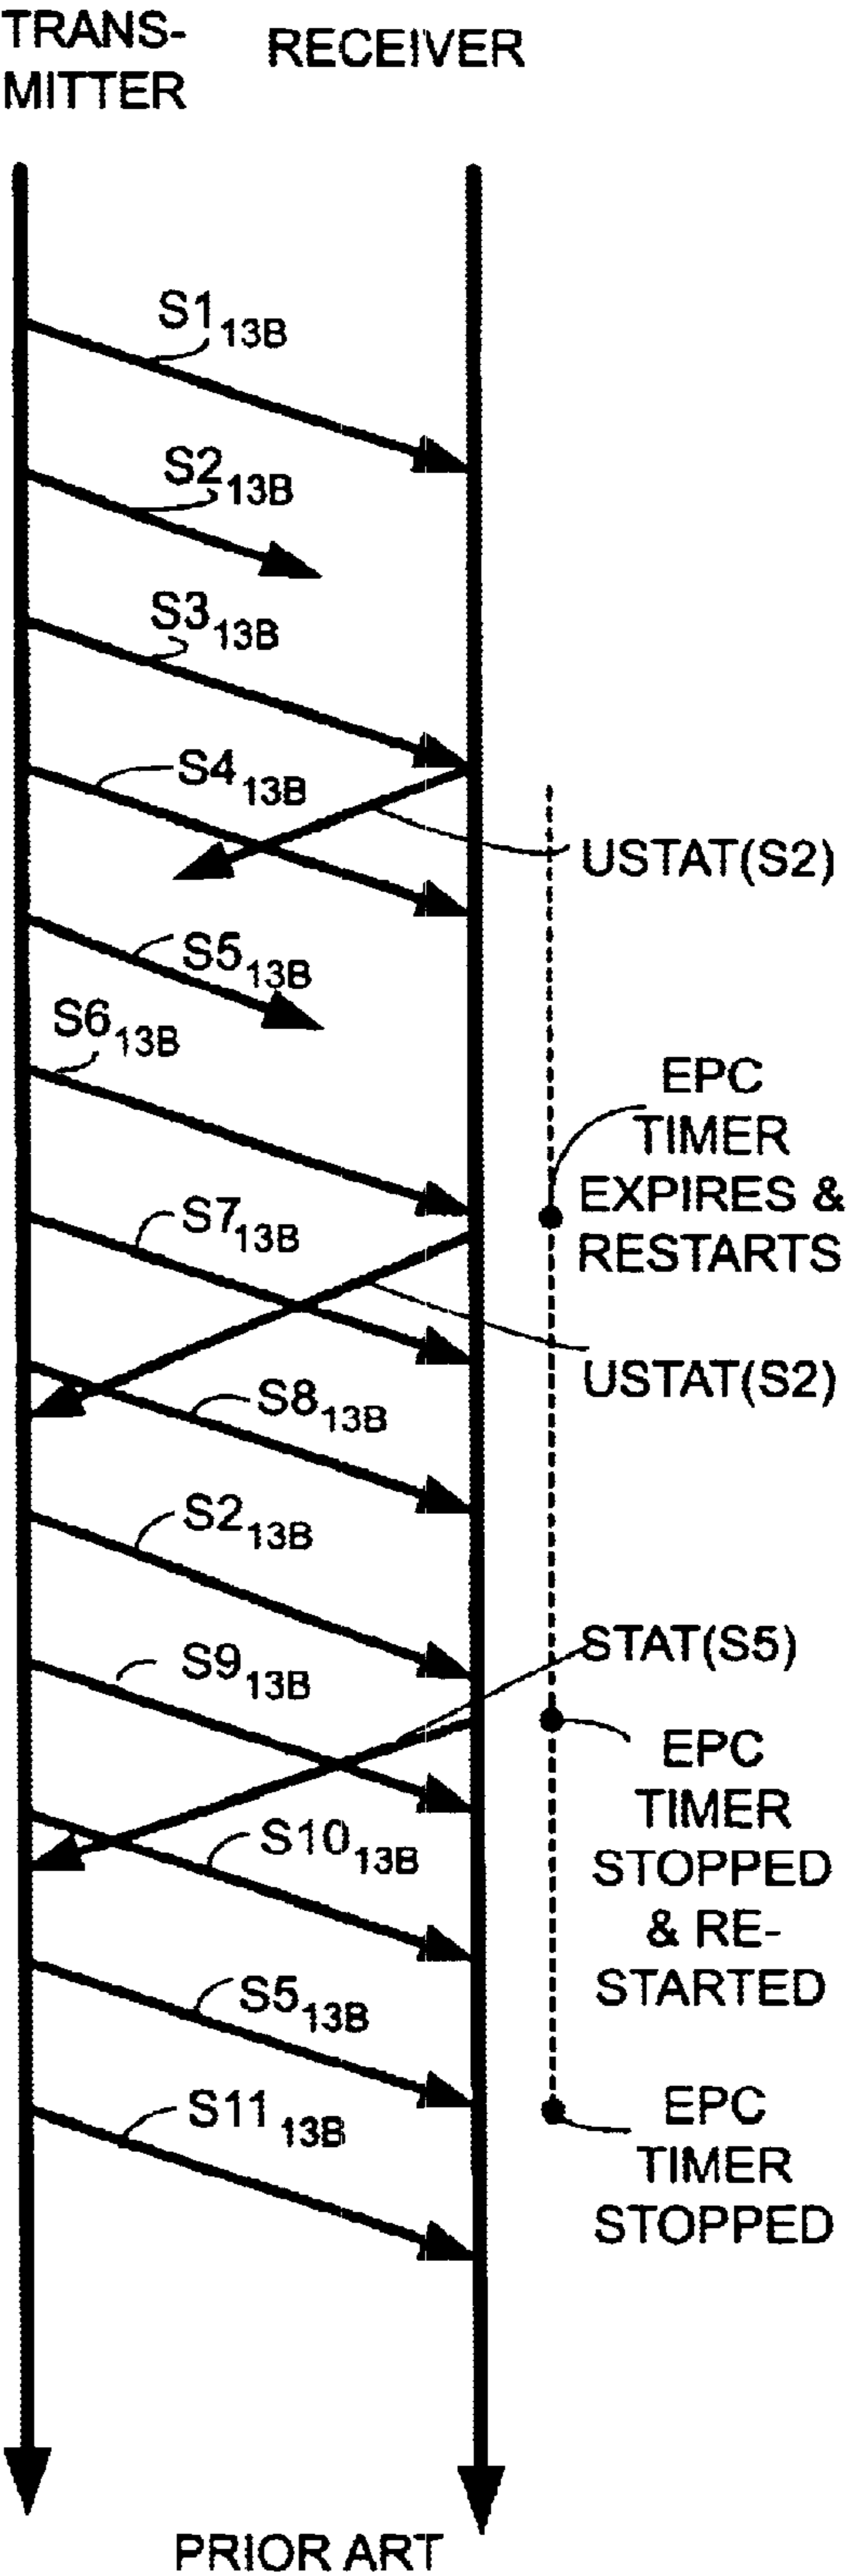 TRANS-
MITTER
RECEIVER
S1 13B
S2 13B
S3 13B
S4 13B
USTAT(S2)
S5 13B
S6 13B
EPC
TIMER
EXPIRES &
RESTARTS
S7 13B
USTAT(S2)
S8 13B
S2 13B
STAT(S5)
S9 13B
EPC
TIMER
STOPPED
& RE-
STARTED
S10 13B
S5 13B
EPC
TIMER
STOPPED
S11 13B
PRIOR ART